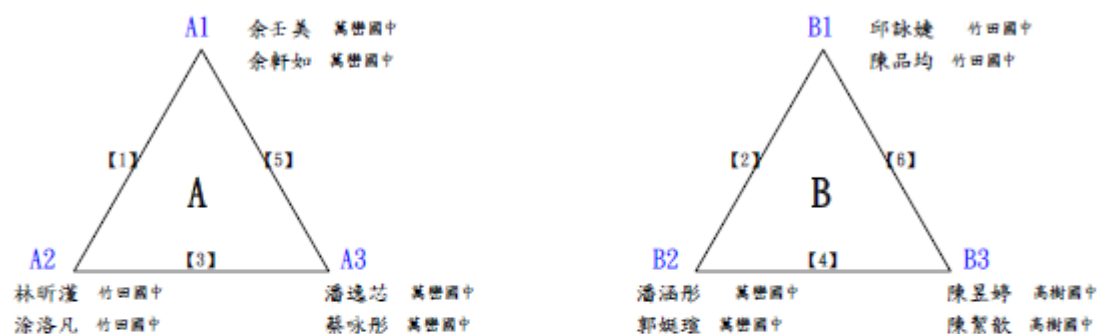 A1 余壬美 萬巒國中
余軒如 萬巒國中
【1】 【5】
A
A2 【3】 A3
林昕瑾 竹田國中 潘逸芯 萬巒國中
涂洛凡 竹田國中 蔡咏彤 萬巒國中
B1 邱詠婕 竹田國中
陳品均 竹田國中
【2】 【6】
B
B2 【4】 B3
潘涵彤 萬巒國中 陳昱婷 高樹國中
郭娗瑄 萬巒國中 陳絜歆 高樹國中